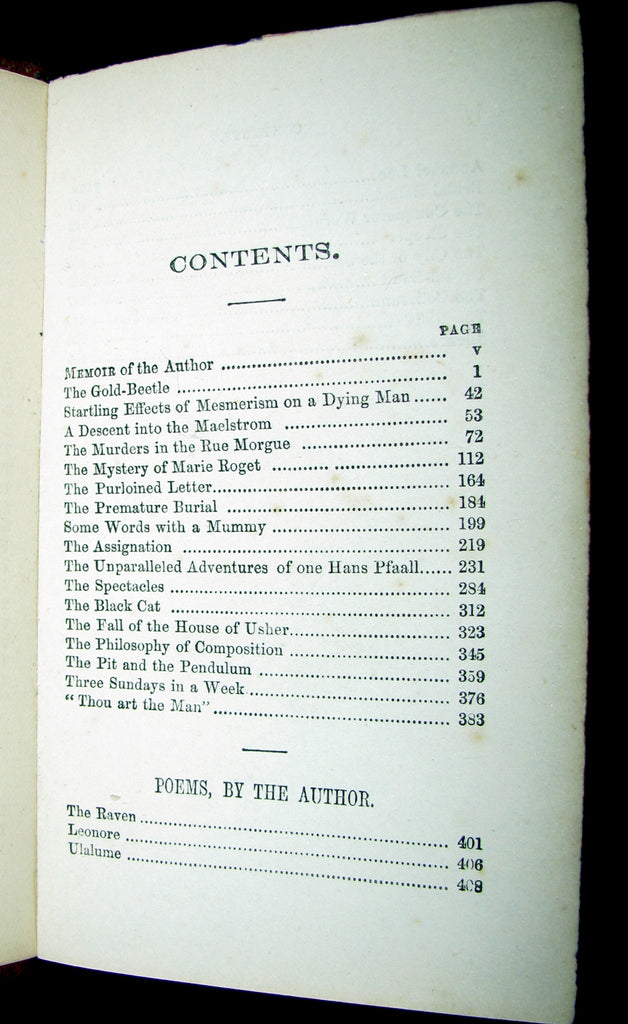 CONTENTS.
PAGE
MEMOIR of the Author ........................................ v
The Gold-Beetle ................................................ 1
Startling Effects of Mesmerism on a Dying Man ...... 42
A Descent into the Maelstrom ............................. 53
The Murders in the Rue Morgue .......................... 72
The Mystery of Marie Roget ........... ...................... 112
The Purloined Letter.......................................... 164
The Premature Burial ........................................ 184
Some Words with a Mummy ................................ 199
The Assignation ................................................ 219
The Unparalleled Adventures of one Hans Pfaall...... 231
The Spectacles .................................................. 284
The Black Cat .................................................. 312
The Fall of the House of Usher............................. 323
The Philosophy of Composition ............................. 345
The Pit and the Pendulum ................................... 359
Three Sundays in a Week..................................... 376
“Thou art the Man” ........................................... 383
POEMS, BY THE AUTHOR.
The Raven ....................................................... 401
Leonore .......................................................... 406
Ulalume .......................................................... 408